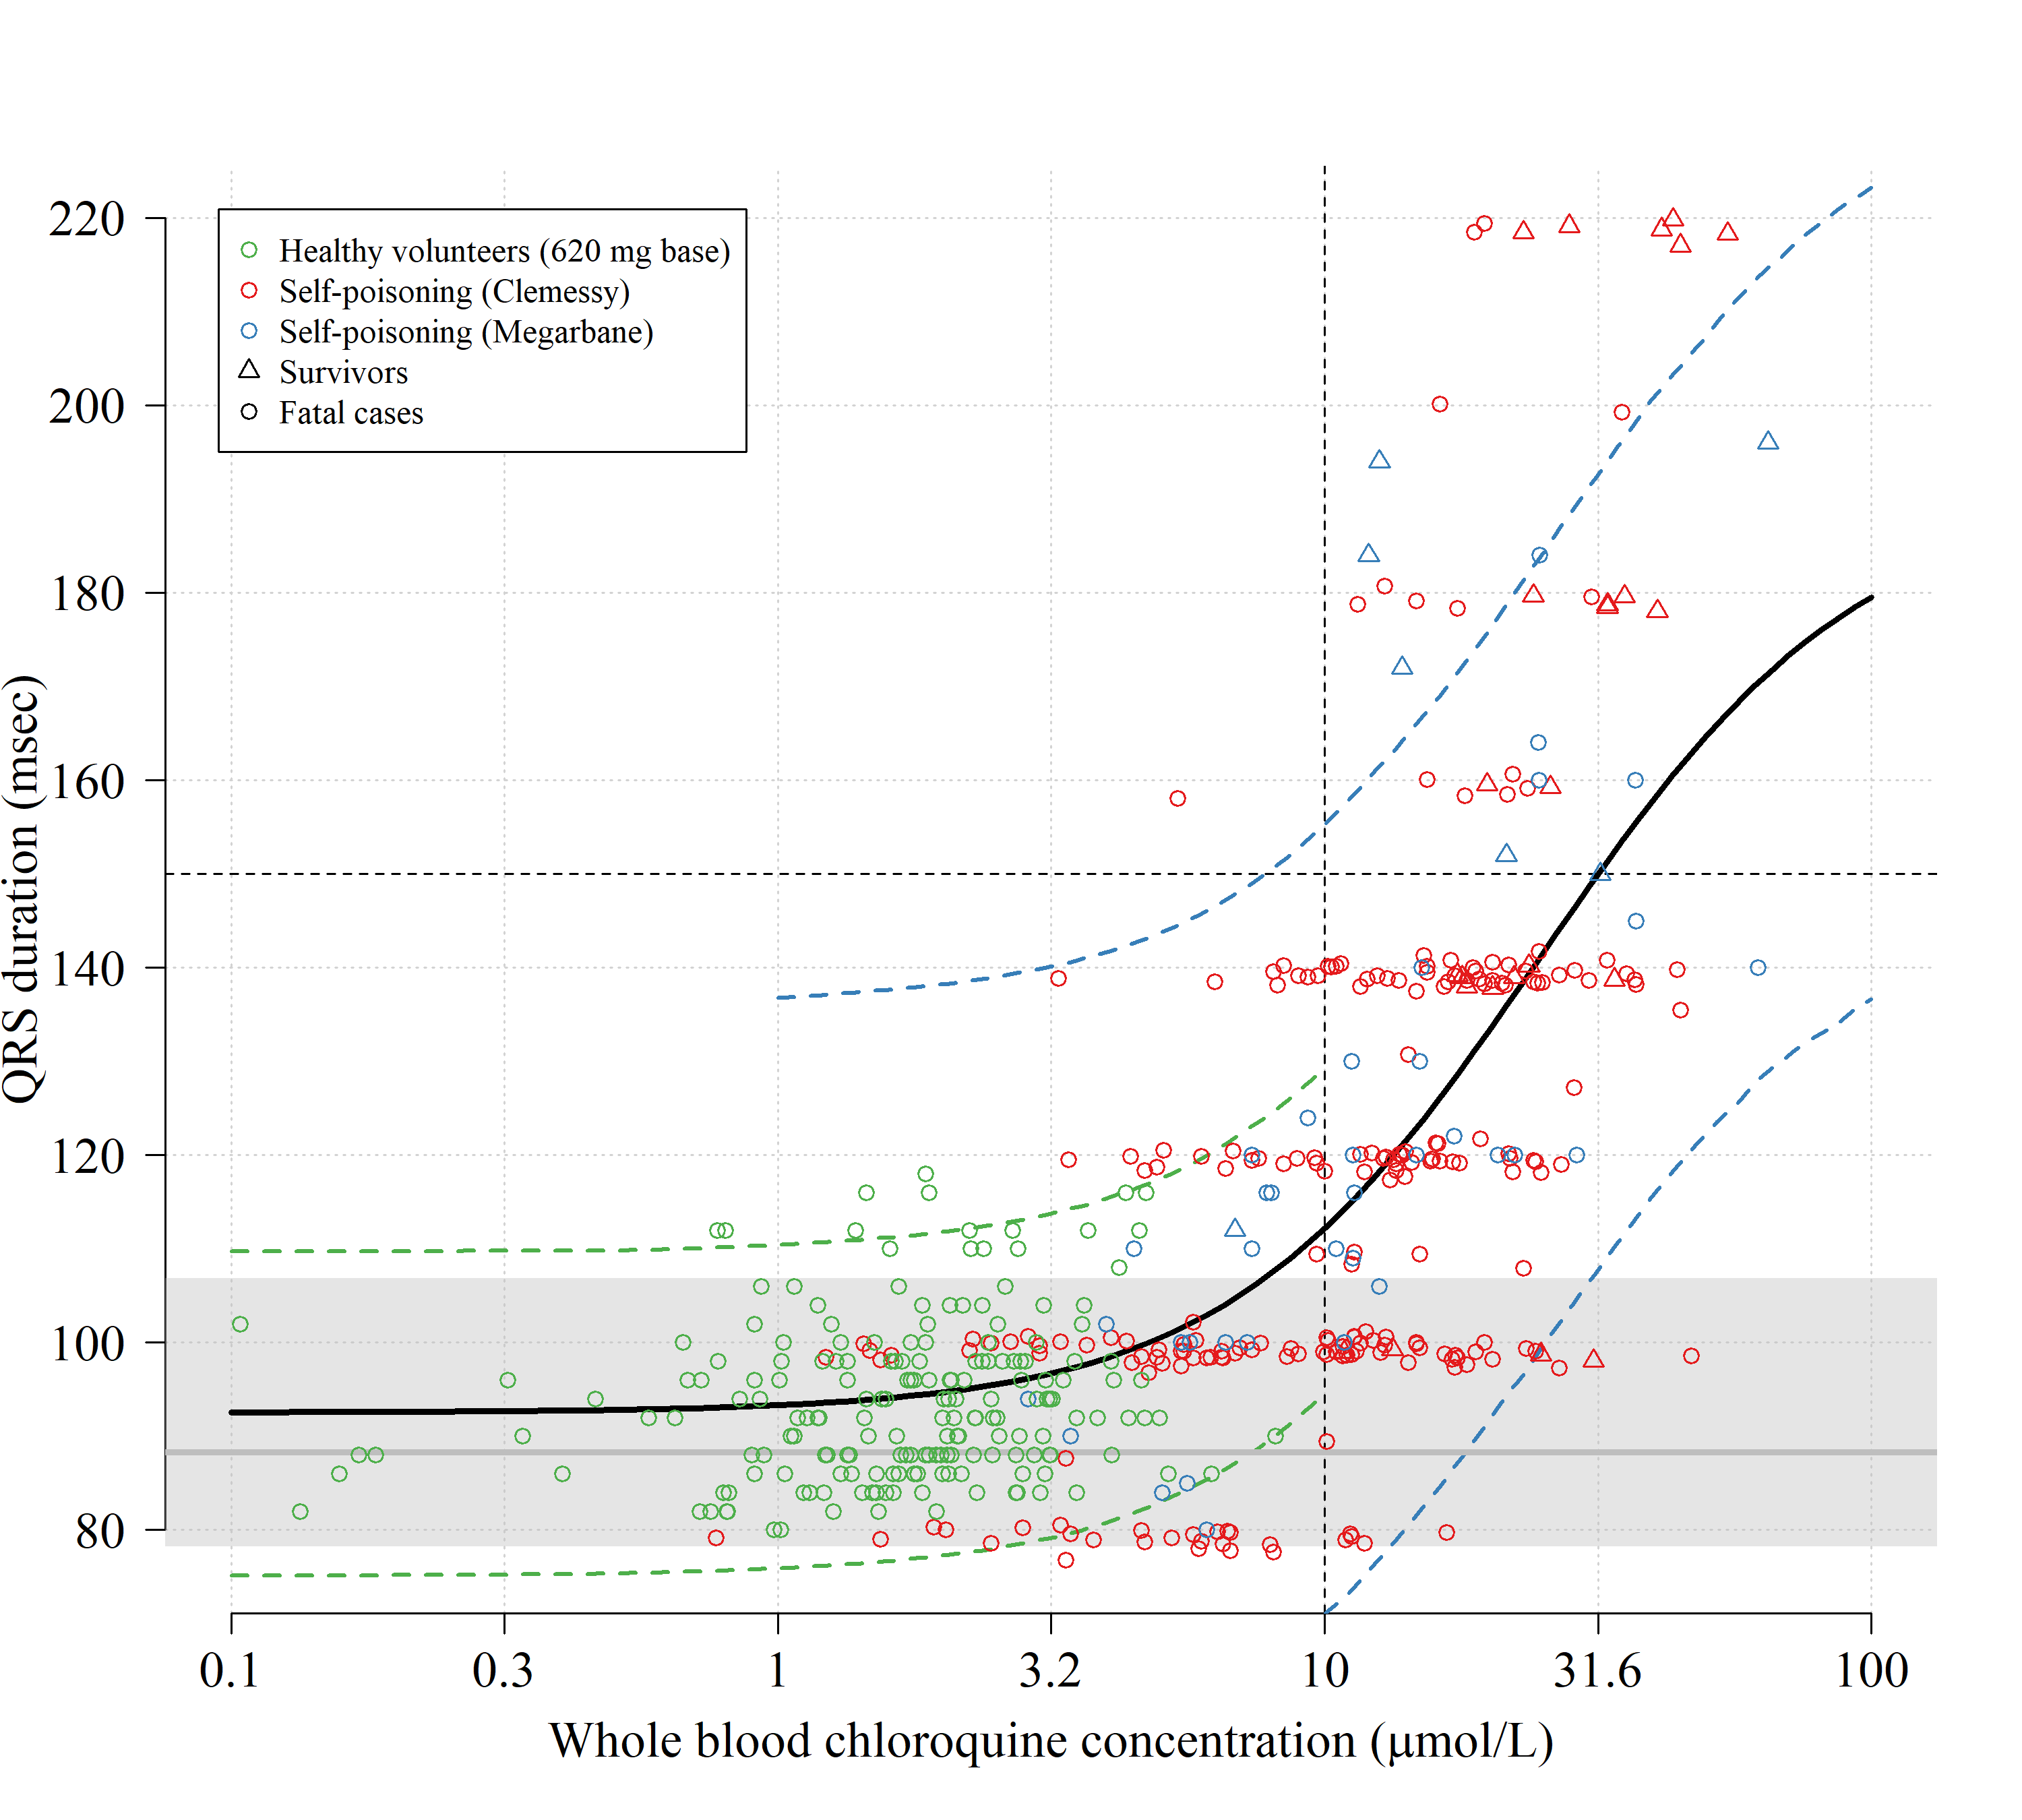 220
200
180
160
140
120
100
80
QRS duration (msec)
Healthy volunteers (620 mg base)
Self-poisoning (Clemessy)
Self-poisoning (Megarbane)
Survivors
Fatal cases
0.1
0.3
1
3.2
10
31.6
100
Whole blood chloroquine concentration (μmol/L)